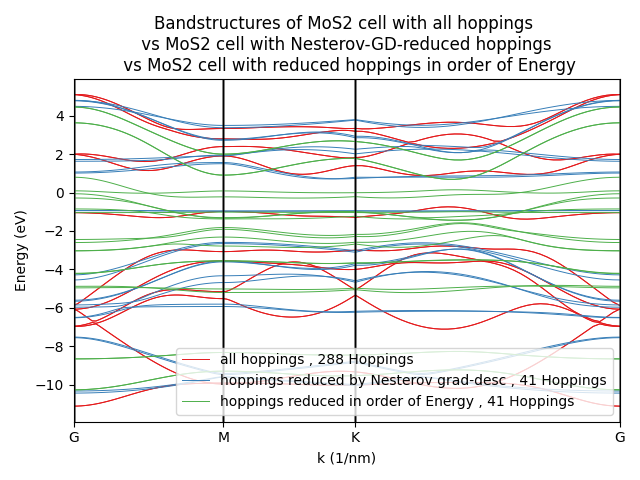 Bandstructures of MoS2 cell with all hoppings
vs MoS2 cell with Nesterov-GD-reduced hoppings
vs MoS2 cell with reduced hoppings in order of Energy
Energy (eV)
4
2
0
−2
−4
−6
−8
−10
all hoppings , 288 Hoppings
hoppings reduced by Nesterov grad-desc , 41 Hoppings
hoppings reduced in order of Energy , 41 Hoppings
G M K G
k (1/nm)